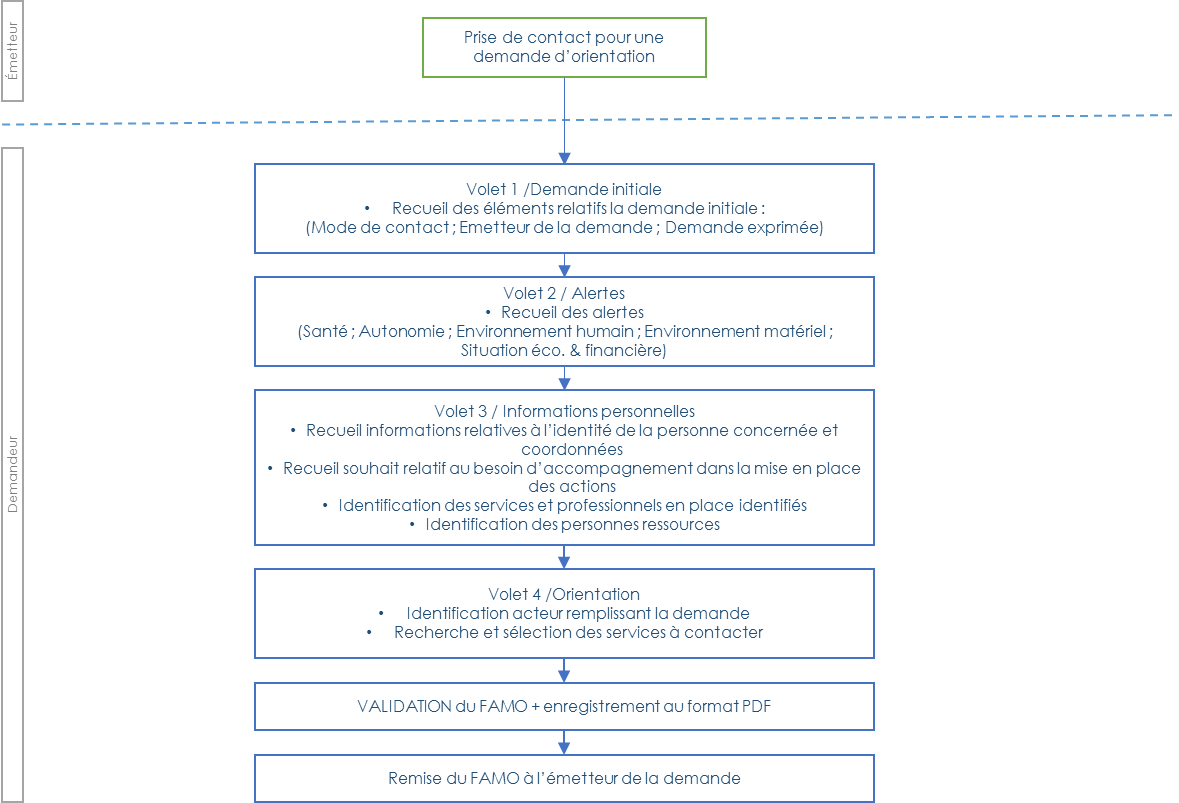 Émetteur
Prise de contact pour une
demande d'orientation
Demandeur
Volet 1 /Demande initiale
• Recueil des éléments relatifs la demande initiale :
(Mode de contact ; Emetteur de la demande ; Demande exprimée)
Volet 2 / Alertes
• Recueil des alertes
(Santé ; Autonomie ; Environnement humain ; Environnement matériel ;
Situation éco. & financière)
Volet 3 / Informations personnelles
• Recueil informations relatives à l'identité de la personne concernée et
coordonnées
• Recueil souhait relatif au besoin d'accompagnement dans la mise en place
des actions
• Identification des services et professionnels en place identifiés
• Identification des personnes ressources
Volet 4 /Orientation
• Identification acteur remplissant la demande
• Recherche et sélection des services à contacter
VALIDATION du FAMO + enregistrement au format PDF
Remise du FAMO à l'émetteur de la demande